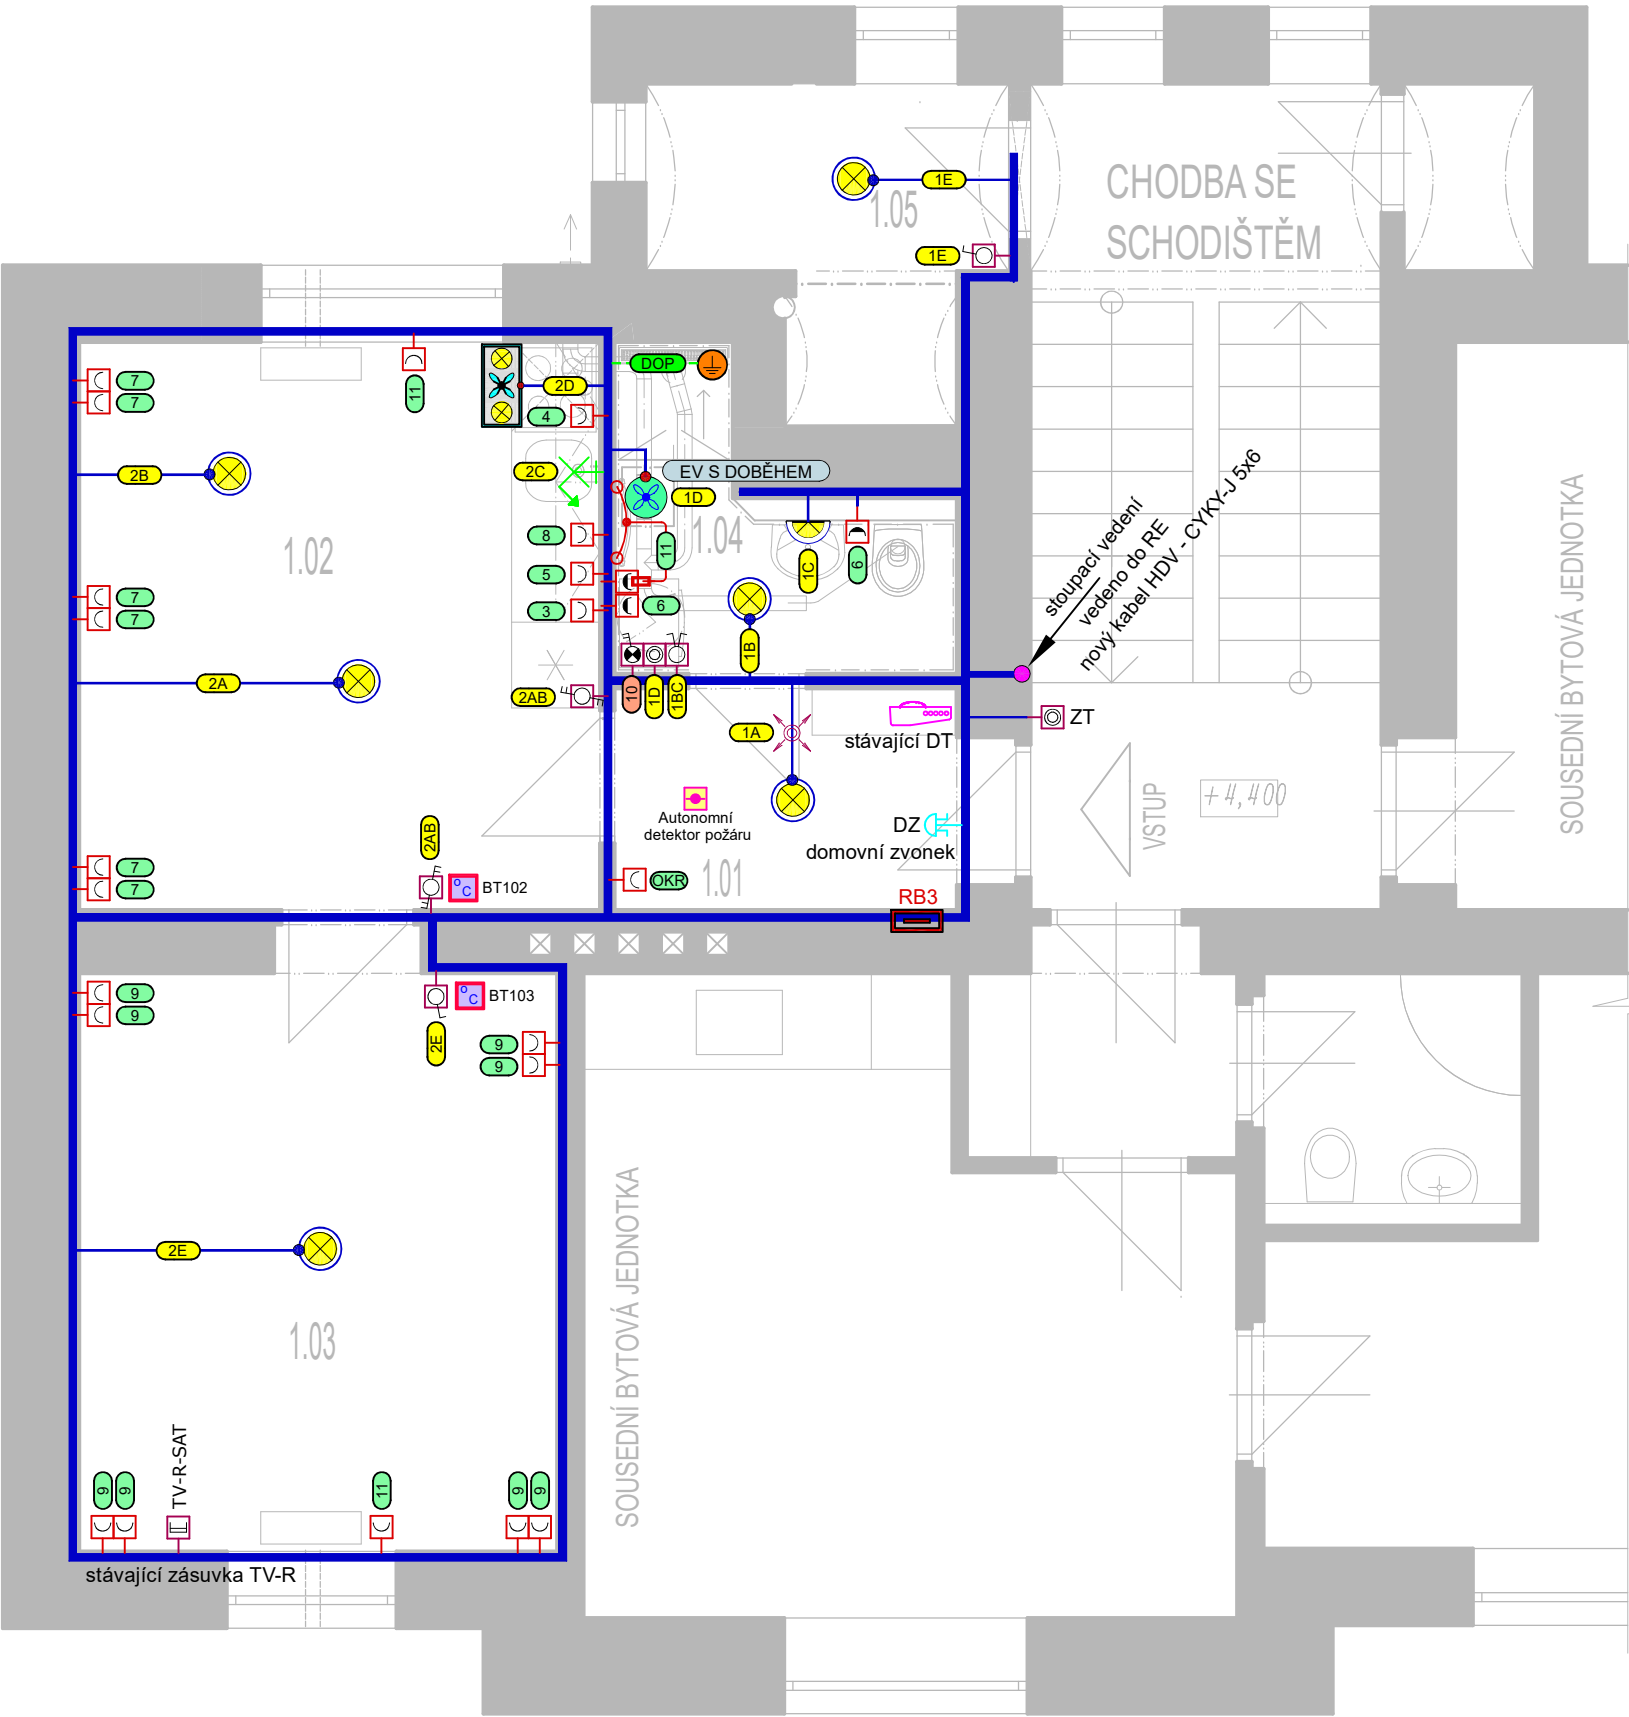 1E
1.05
CHODBA SE
SCHODIŠTĚM
1E
DOP
7
7
11
2D
4
2B
2C
EV S DOBĚHEM
1D
1.02
8
11
1.04
1C
6
5
3
6
7
7
1B
stoupací vedení
vedeno do RE
nový kabel HDV - CYKY-J 5x6
SOUSEDNÍ BYTOVÁ JEDNOTKA
2A
2AB
10
1D
1BC
1A
stávající DT
ZT
Autonomní
detektor požáru
DZ
domovní zvonek
VSTUP
+4,400
2AB
7
7
°C
BT102
OKR
1.01
RB3
9
9
°C
BT103
2E
9
9
2E
1.03
SOUSEDNÍ BYTOVÁ JEDNOTKA
9
9
TV-R-SAT
11
9
9
stávající zásuvka TV-R